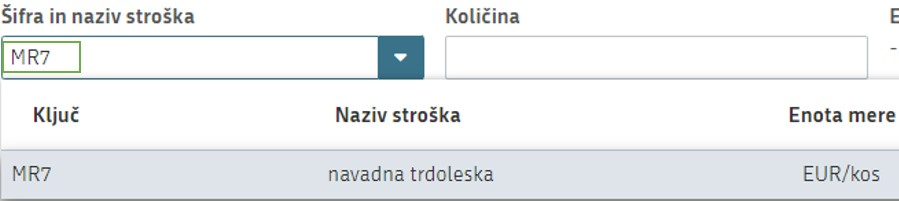 Šifra in naziv stroška Količina E
MR7 -
Ključ Naziv stroška Enota mere
MR7 navadna trdoleska EUR/kos